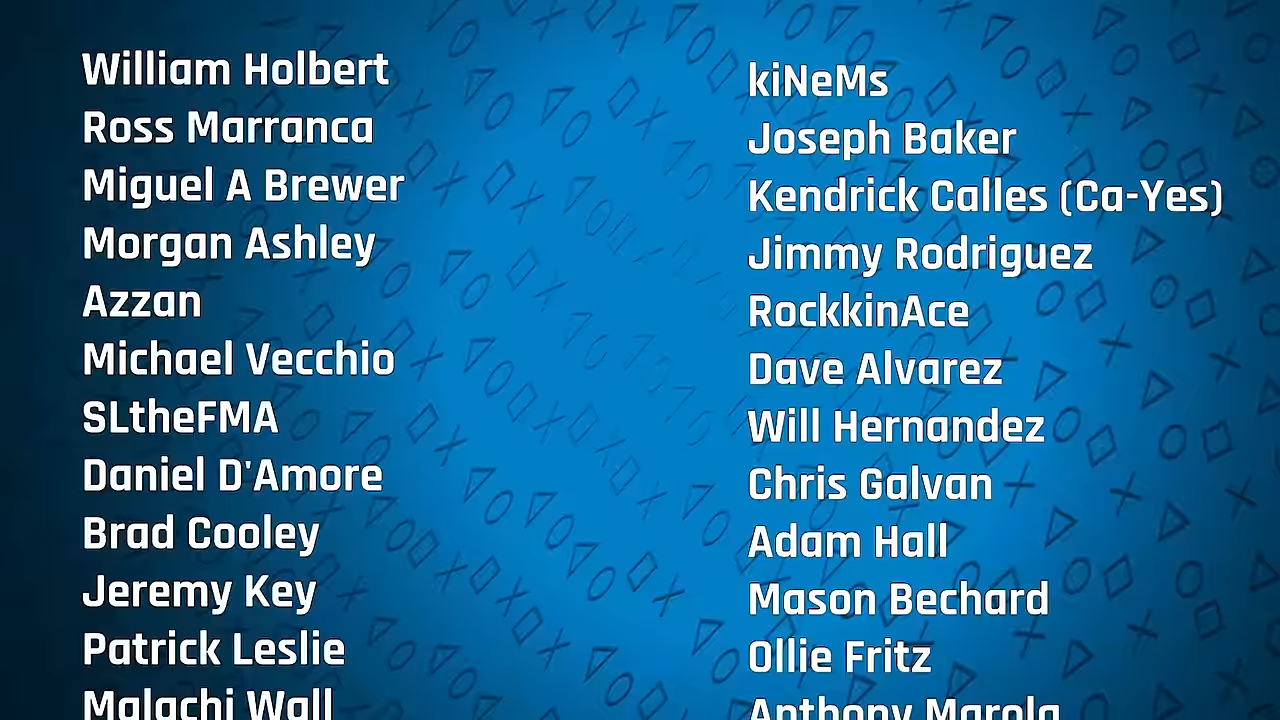 William Holbert
Ross Marranca
Miguel A Brewer
Morgan Ashley
Azzan
Michael Vecchio
SLtheFMA
Daniel D'Amore
Brad Cooley
Jeremy Key
Patrick Leslie
Malachi Wall
kiNeMs
Joseph Baker
Kendrick Calles (Ca-Yes)
Jimmy Rodriguez
RockkinAce
Dave Alvarez
Will Hernandez
Chris Galvan
Adam Hall
Mason Bechard
Ollie Fritz
Anthony Marola